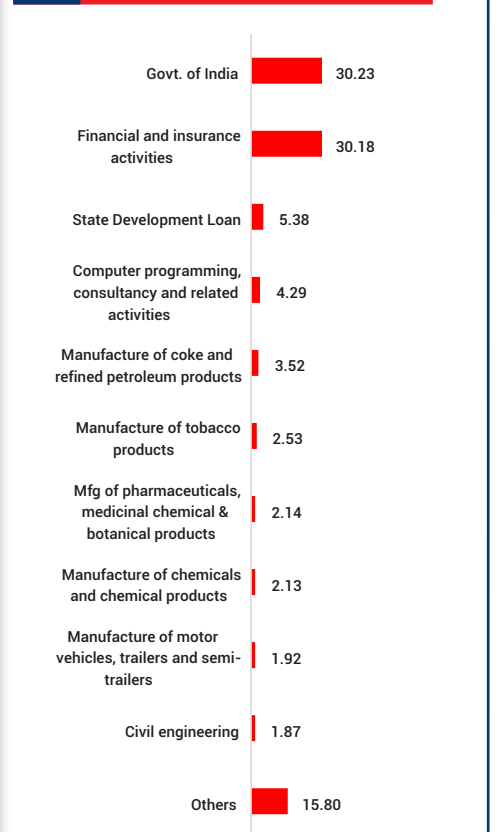 Govt. of India 30.23
Financial and insurance
activities
30.18
State Development Loan 5.38
Computer programming,
consultancy and related
activities
4.29
Manufacture of coke and
refined petroleum products
3.52
Manufacture of tobacco
products
2.53
Mfg of pharmaceuticals,
medicinal chemical &
botanical products
2.14
Manufacture of chemicals
and chemical products
2.13
Manufacture of motor
vehicles, trailers and semi-
trailers
1.92
Civil engineering 1.87
Others 15.80